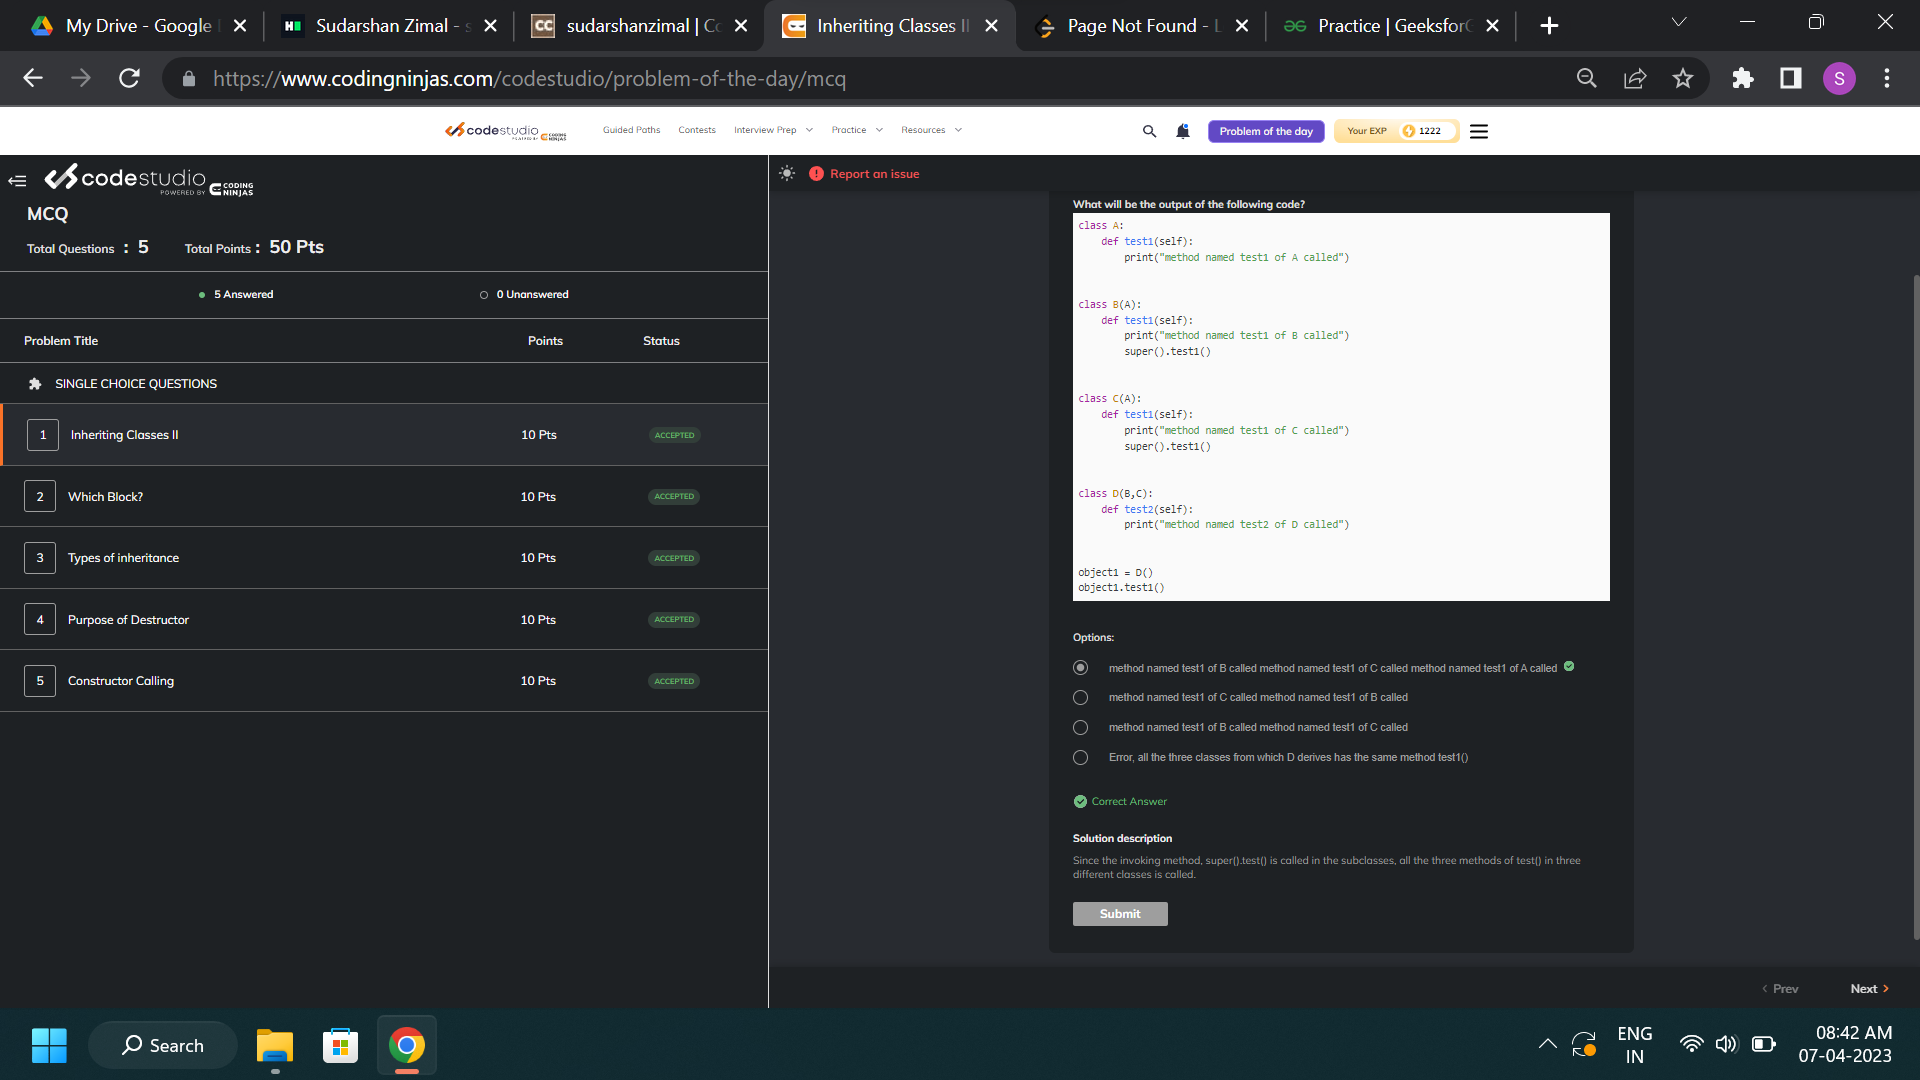 My Drive - Google
Sudarshan Zimal - s
sudarshanzimal | Co
Inheriting Classes II
Page Not Found - L
Practice | GeeksforG
https://www.codingninjas.com/codestudio/problem-of-the-day/mcq
S
codestudio
POWERED BY CODING NINJAS
Guided Paths
Contests
Interview Prep
Practice
Resources
Problem of the day
Your EXP 1222
codestudio
POWERED BY CODING NINJAS
MCQ
Total Questions : 5 Total Points : 50 Pts
5 Answered 0 Unanswered
Problem Title Points Status
SINGLE CHOICE QUESTIONS
1 Inheriting Classes II 10 Pts ACCEPTED
2 Which Block? 10 Pts ACCEPTED
3 Types of inheritance 10 Pts ACCEPTED
4 Purpose of Destructor 10 Pts ACCEPTED
5 Constructor Calling 10 Pts ACCEPTED
Report an issue
What will be the output of the following code?
class A:
def test1(self):
print("method named test1 of A called")
class B(A):
def test1(self):
print("method named test1 of B called")
super().test1()
class C(A):
def test1(self):
print("method named test1 of C called")
super().test1()
class D(B,C):
def test2(self):
print("method named test2 of D called")
object1 = D()
object1.test1()
Options:
method named test1 of B called method named test1 of C called method named test1 of A called
method named test1 of C called method named test1 of B called
method named test1 of B called method named test1 of C called
Error, all the three classes from which D derives has the same method test1()
Correct Answer
Solution description
Since the invoking method, super().test() is called in the subclasses, all the three methods of test() in three
different classes is called.
Submit
Prev Next
Search
ENG
IN
08:42 AM
07-04-2023